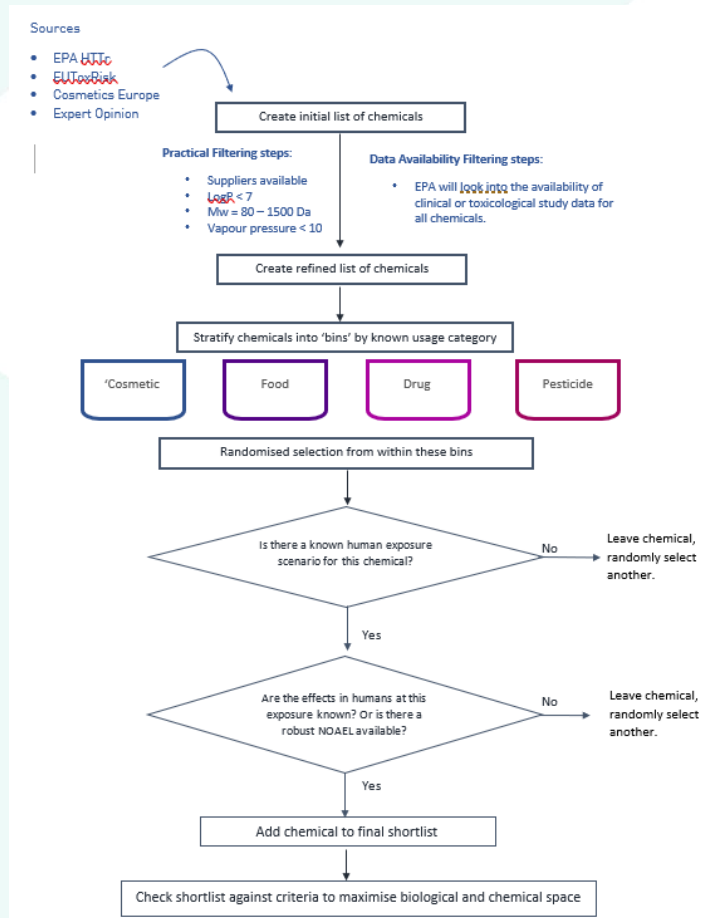 Sources
• EPA HTTr
• EUToxRisk
• Cosmetics Europe
• Expert Opinion
Create initial list of chemicals
Practical Filtering steps:
• Suppliers available
• LogP < 7
• Mw = 80 – 1500 Da
• Vapour pressure < 10
Data Availability Filtering steps:
• EPA will look into the availability of
clinical or toxicological study data for
all chemicals.
Create refined list of chemicals
Stratify chemicals into ‘bins’ by known usage category
‘Cosmetic
Food
Drug
Pesticide
Randomised selection from within these bins
Is there a known human exposure
scenario for this chemical?
No
Leave chemical,
randomly select
another.
Yes
Are the effects in humans at this
exposure known? Or is there a
robust NOAEL available?
No
Leave chemical,
randomly select
another.
Yes
Add chemical to final shortlist
Check shortlist against criteria to maximise biological and chemical space